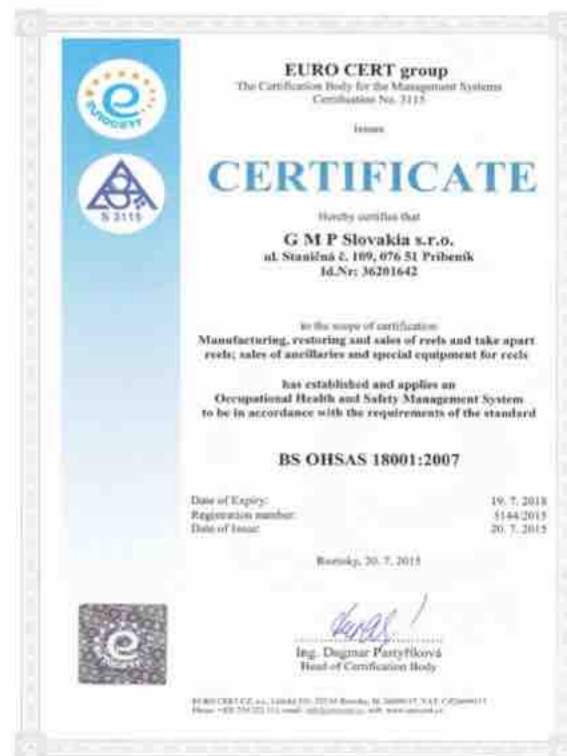 EURO CERT group
The Certification Body for the Management Systems
Certification No. 3115
Issues
CERTIFICATE
Hereby certifies that
G M P Slovakia s.r.o.
ul. Staničná č. 109, 076 51 Pribeník
Id.Nr: 36201642
in the scope of certification
Manufacturing, restoring and sales of reels and take apart
reels; sales of ancillaries and special equipment for reels
has established and applies an
Occupational Health and Safety Management System
to be in accordance with the requirements of the standard
BS OHSAS 18001:2007
Date of Expiry: 19. 7. 2018
Registration number: 1144/2015
Date of Issue: 20. 7. 2015
20. 7. 2015
Ing. Dagmar
Head of Certification Body
EUROCERT
S 3115